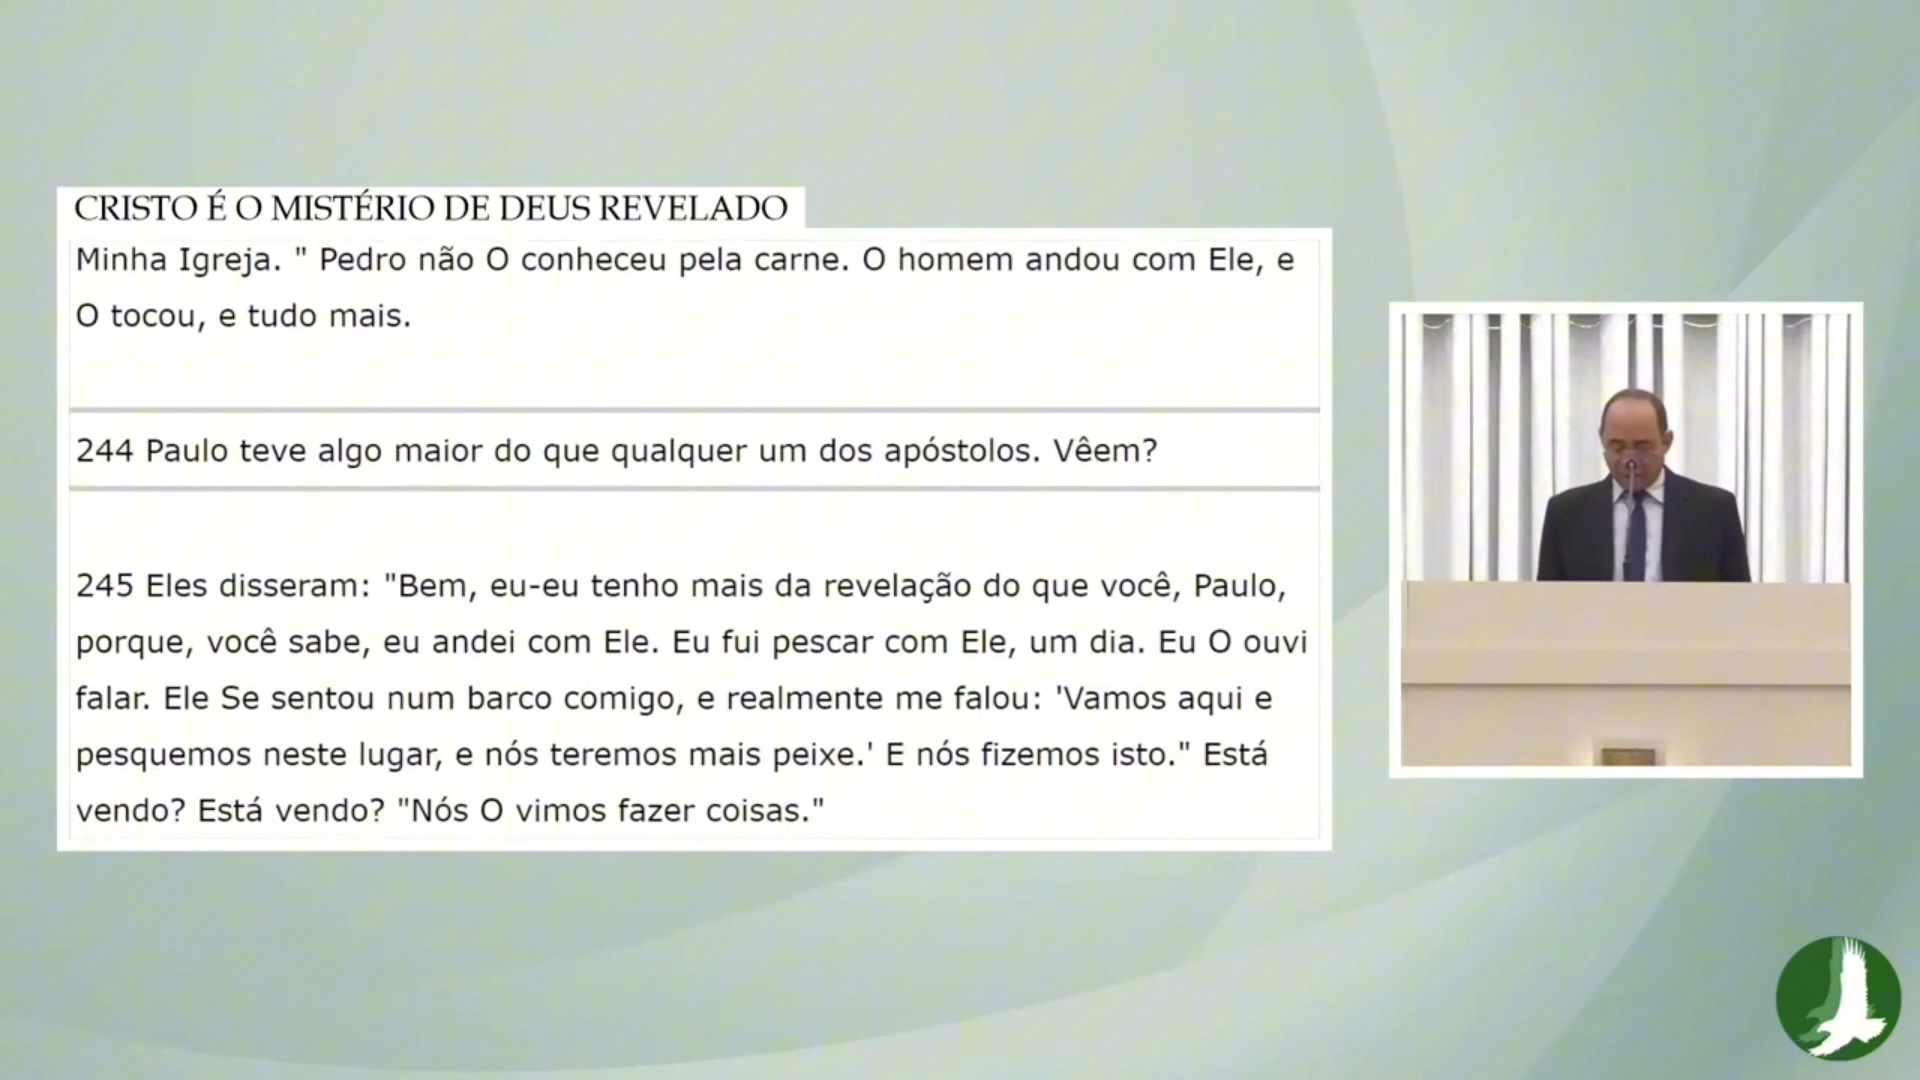 CRISTO É O MISTÉRIO DE DEUS REVELADO
Minha Igreja. " Pedro não O conheceu pela carne. O homem andou com Ele, e
O tocou, e tudo mais.
244 Paulo teve algo maior do que qualquer um dos apóstolos. Vêem?
245 Eles disseram: "Bem, eu-eu tenho mais da revelação do que você, Paulo,
porque, você sabe, eu andei com Ele. Eu fui pescar com Ele, um dia. Eu O ouvi
falar. Ele Se sentou num barco comigo, e realmente me falou: 'Vamos aqui e
pesquemos neste lugar, e nós teremos mais peixe.' E nós fizemos isto." Está
vendo? Está vendo? "Nós O vimos fazer coisas."